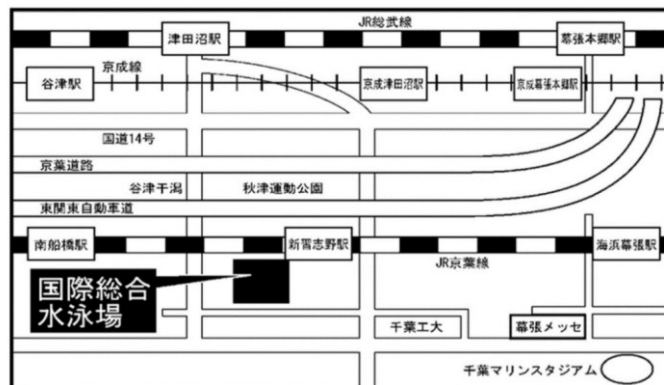 JR総武線
津田沼駅
幕張本郷駅
京成線
谷津駅
京成津田沼駅
京成幕張本郷駅
国道14号
京葉道路
谷津干潟
秋津運動公園
東関東自動車道
南船橋駅
新習志野駅
海浜幕張駅
JR京葉線
国際総合
水泳場
千葉工大
幕張メッセ
千葉マリンスタジアム